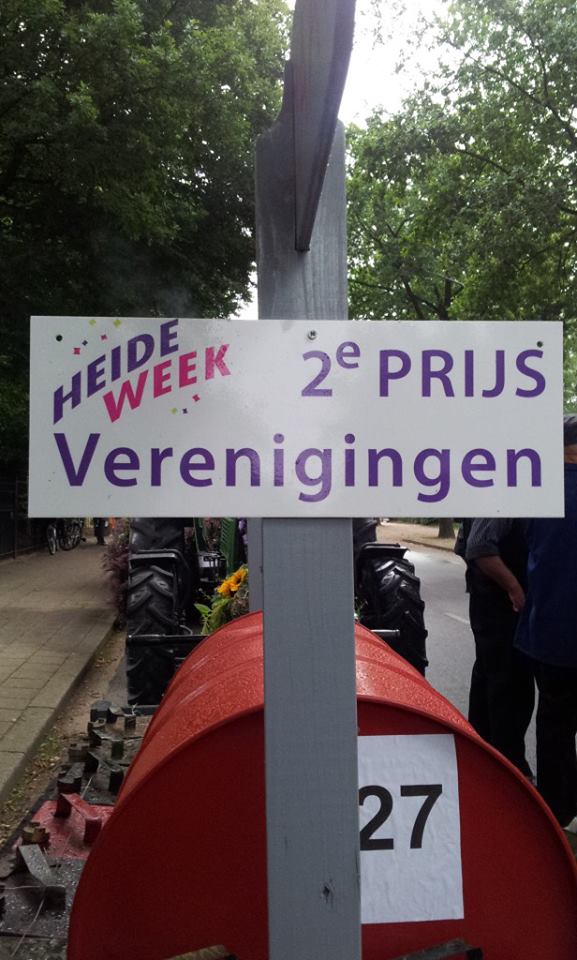 HEIDE
WEEK
2e PRIJS
Verenigingen
27